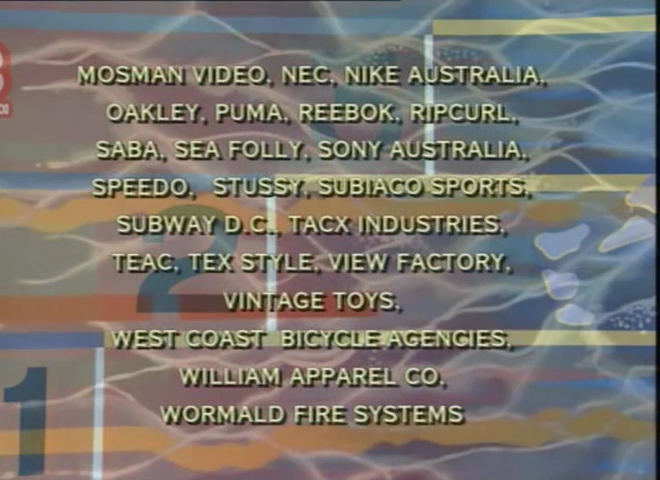 MOSMAN VIDEO, NEC, NIKE AUSTRALIA,
OAKLEY, PUMA, REEBOK, RIPCURL,
SABA, SEA FOLLY, SONY AUSTRALIA,
SPEEDO, STUSSY, SUBIACO SPORTS,
SUBWAY D.C., TACX INDUSTRIES,
TEAC, TEX STYLE, VIEW FACTORY,
2
VINTAGE TOYS,
WEST COAST BICYCLE AGENCIES,
WILLIAM APPAREL CO,
1
WORMALD FIRE SYSTEMS